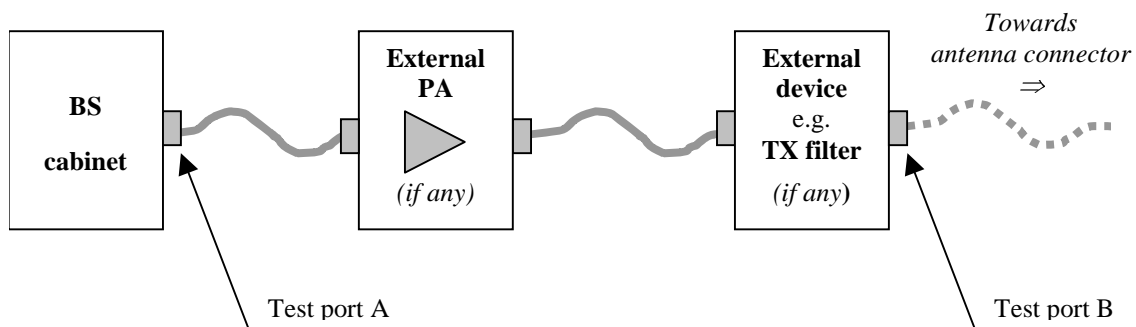 BS
cabinet
External
PA
(if any)
External
device
e.g.
TX filter
(if any)
Towards
antenna connector
⇒
Test port A
Test port B